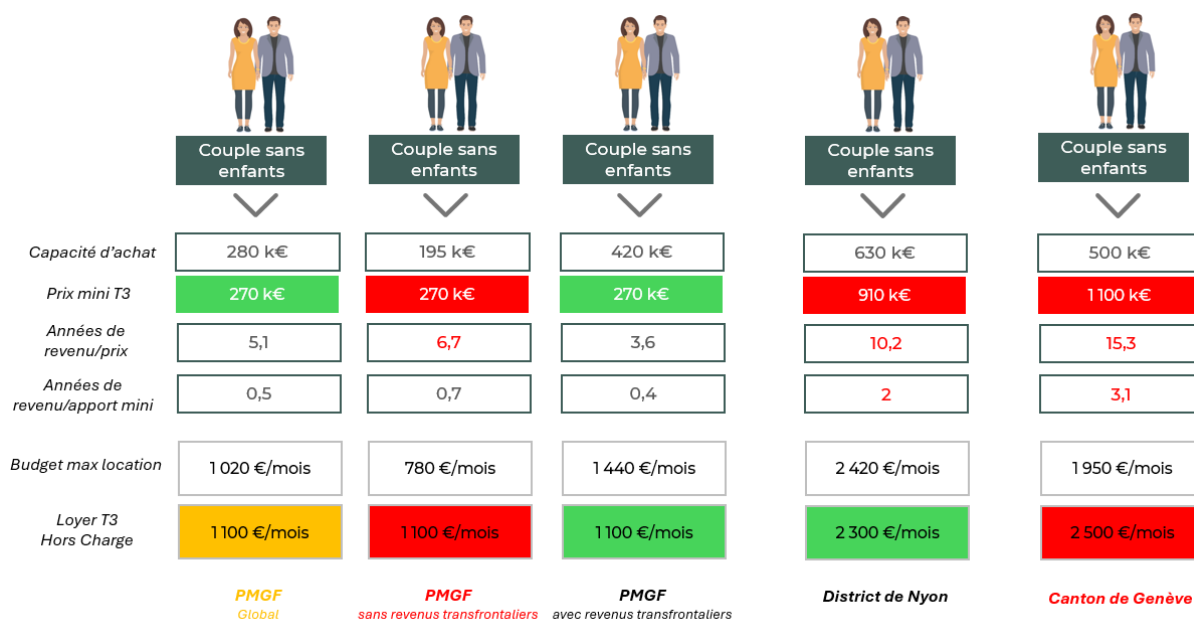 Couple sans
enfants
Couple sans
enfants
Couple sans
enfants
Couple sans
enfants
Couple sans
enfants
Capacité d'achat
280 k€
195 k€
420 k€
630 k€
500 k€
Prix mini T3
270 k€
270 k€
270 k€
910 k€
1 100 k€
Années de
revenu/prix
5,1
6,7
3,6
10,2
15,3
Années de
revenu/apport mini
0,5
0,7
0,4
2
3,1
Budget max location
1 020 €/mois
780 €/mois
1 440 €/mois
2 420 €/mois
1 950 €/mois
Loyer T3
Hors Charge
1 100 €/mois
1 100 €/mois
1 100 €/mois
2 300 €/mois
2 500 €/mois
PMGF
Global
PMGF
sans revenus transfrontaliers
PMGF
avec revenus transfrontaliers
District de Nyon
Canton de Genève